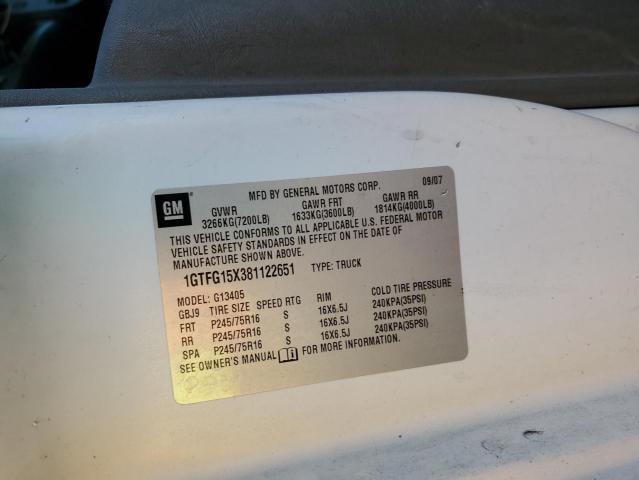 GM
MFD BY GENERAL MOTORS CORP. 09/07
GVWR GAWR FRT GAWR RR
3266KG(7200LB) 1633KG(3600LB) 1814KG(4000LB)
THIS VEHICLE CONFORMS TO ALL APPLICABLE U.S. FEDERAL MOTOR
VEHICLE SAFETY STANDARDS IN EFFECT ON THE DATE OF
MANUFACTURE SHOWN ABOVE.
1GTFG15X381122651 TYPE: TRUCK
MODEL: G13405
GBJ9 TIRE SIZE SPEED RTG RIM COLD TIRE PRESSURE
FRT P245/75R16 S 16X6.5J 240KPA(35PSI)
RR P245/75R16 S 16X6.5J 240KPA(35PSI)
SPA P245/75R16 S 16X6.5J 240KPA(35PSI)
SEE OWNER'S MANUAL FOR MORE INFORMATION.